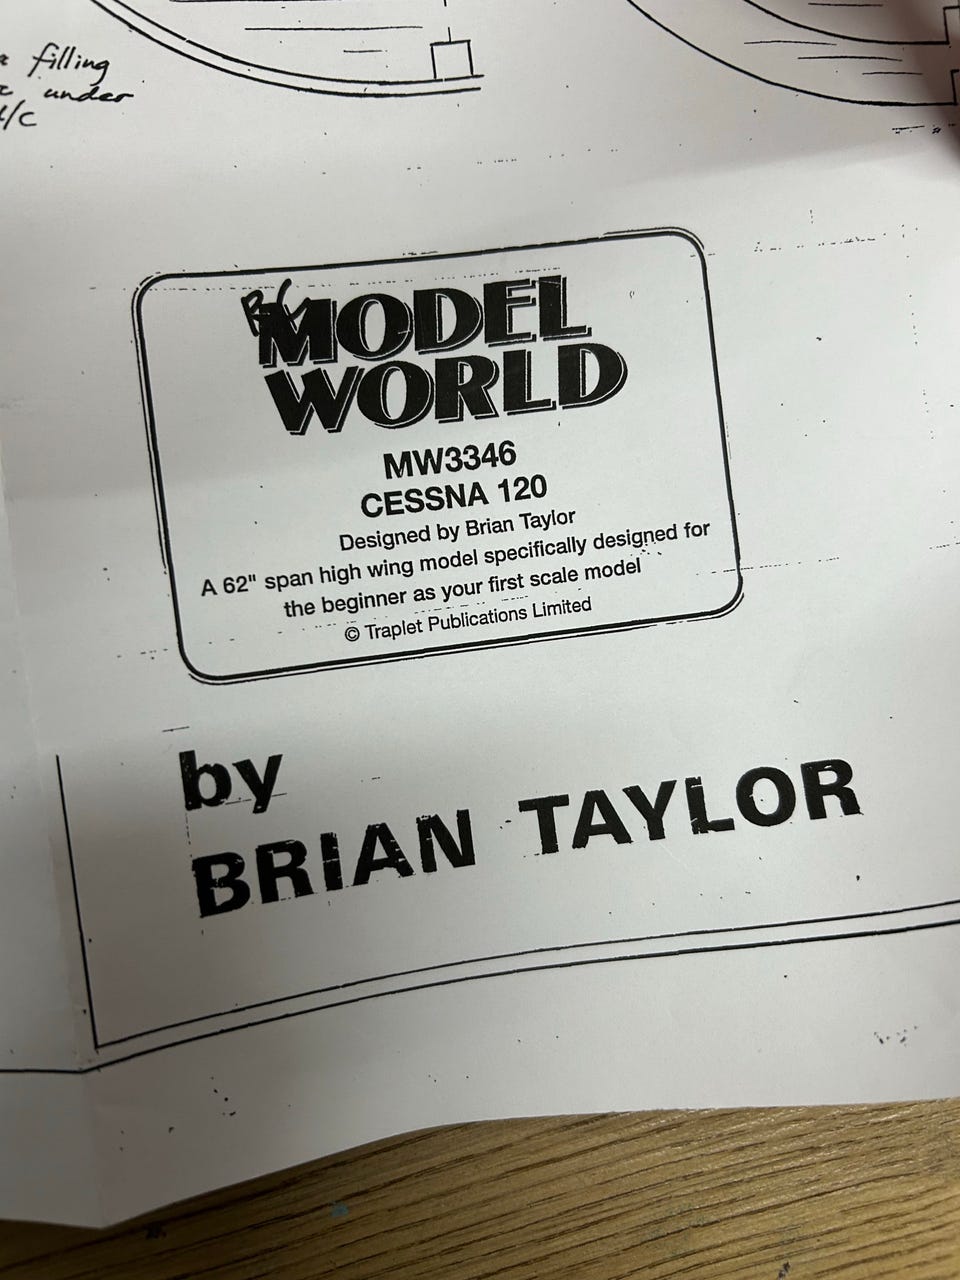 filling
under
/C
RC
MODEL
WORLD
MW3346
CESSNA 120
Designed by Brian Taylor
A 62" span high wing model specifically designed for
the beginner as your first scale model
© Traplet Publications Limited
by
BRIAN TAYLOR